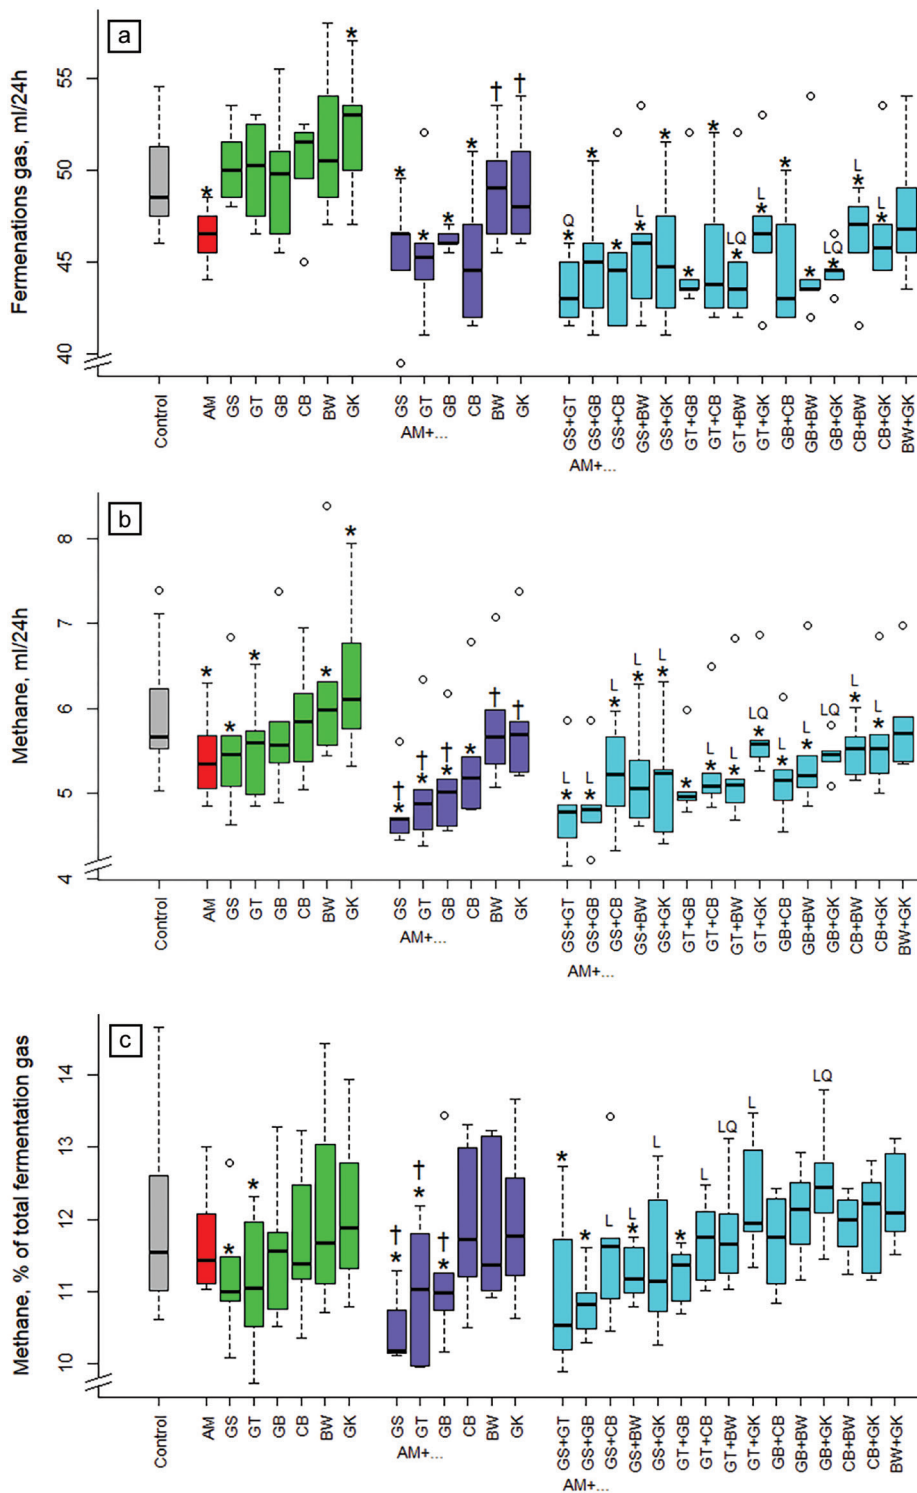 a
Fermenations gas, ml/24h
55
50
45
40
* * * * * * * † † Q * * * L * * * * LQ * L * * * LQ * L * L *
Control AM GS GT GB CB BW GK GS GT GB CB BW GK GS+GT GS+GB GS+CB GS+BW GS+GK GT+GB GT+CB GT+BW GT+GK GB+CB GB+BW GB+GK CB+BW CB+GK BW+GK
AM+...
AM+...
b
Methane, ml/24h
8
7
6
5
4
* * * * * † * † * † * * † † L * L * L * L * L * * L * L * LQ * L * L * LQ L * L *
Control AM GS GT GB CB BW GK GS GT GB CB BW GK GS+GT GS+GB GS+CB GS+BW GS+GK GT+GB GT+CB GT+BW GT+GK GB+CB GB+BW GB+GK CB+BW CB+GK BW+GK
AM+...
AM+...
c
Methane, % of total fermentation gas
14
13
12
11
10
* * † * † * † * * * L L * L * L LQ L LQ
Control AM GS GT GB CB BW GK GS GT GB CB BW GK GS+GT GS+GB GS+CB GS+BW GS+GK GT+GB GT+CB GT+BW GT+GK GB+CB GB+BW GB+GK CB+BW CB+GK BW+GK
AM+...
AM+...